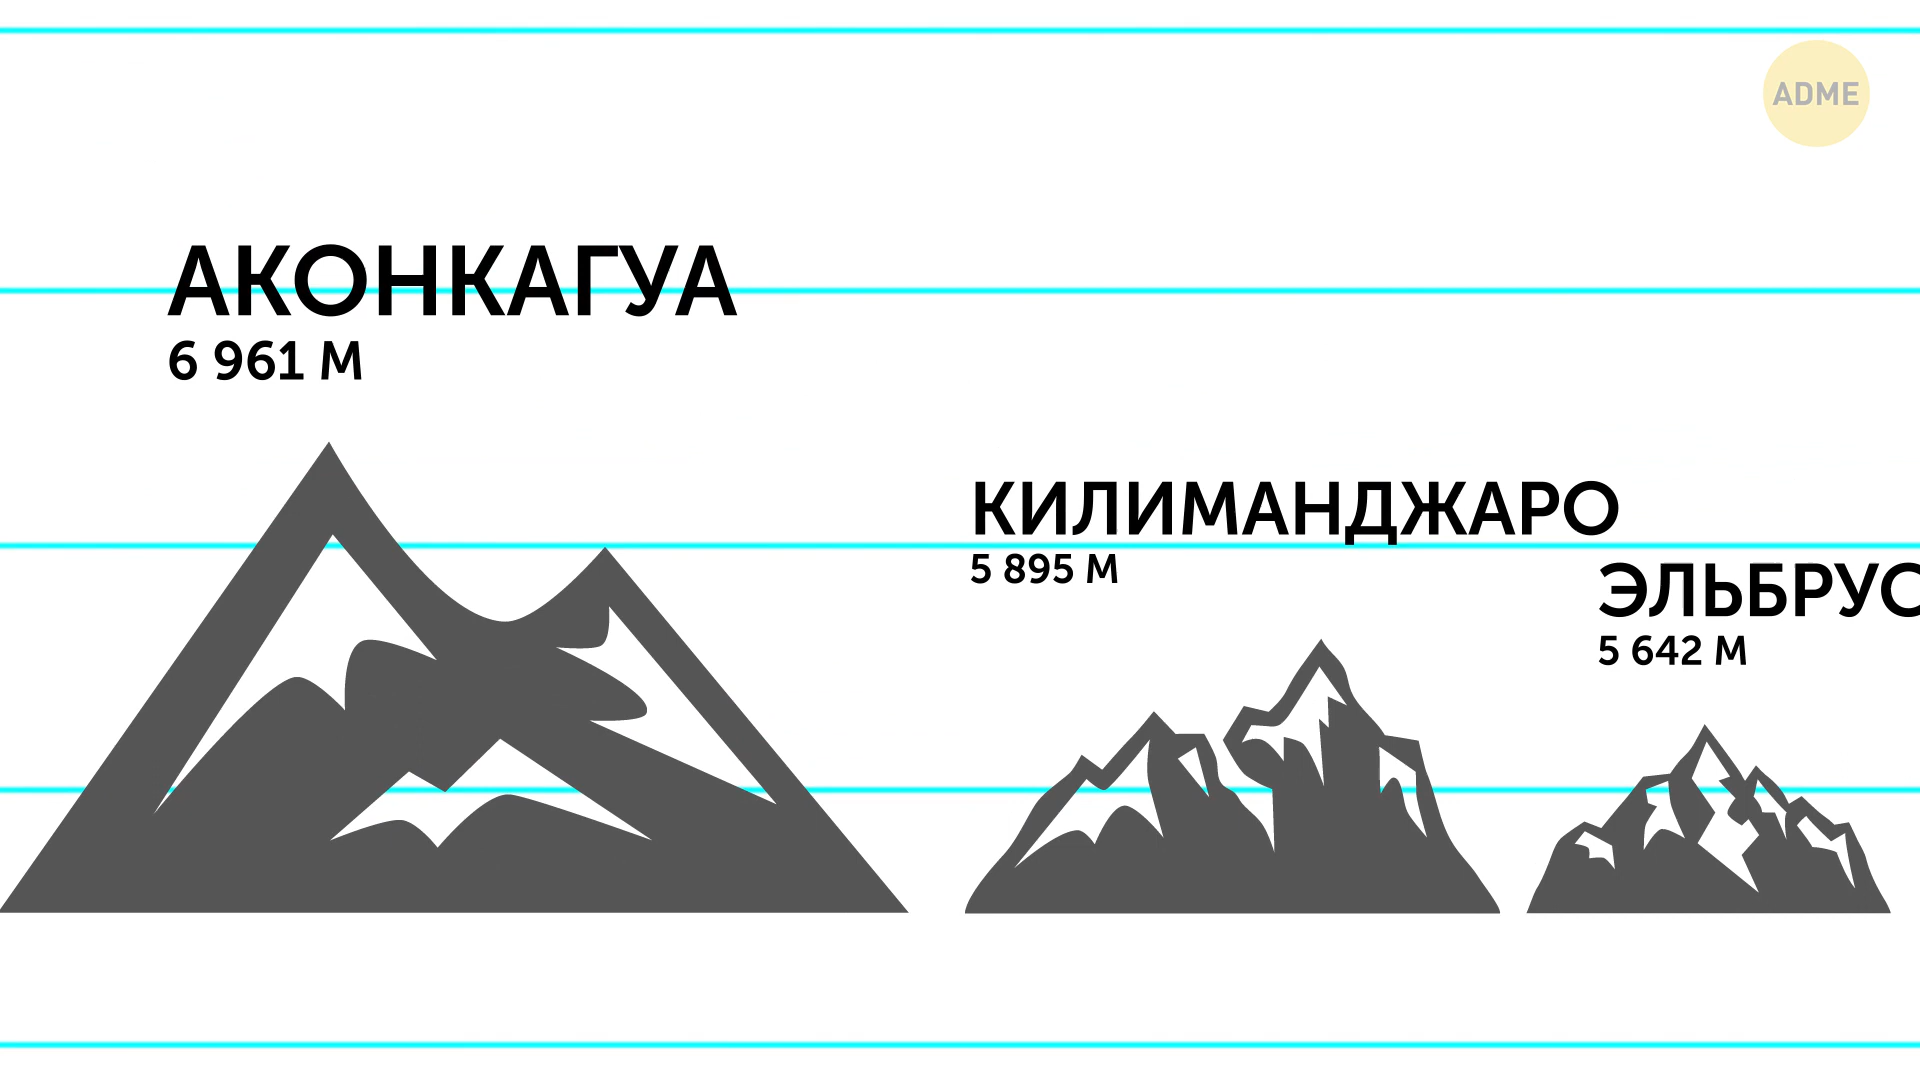 ADME
АКОНКАГУА
6 961 М
КИЛИМАНДЖАРО
5 895 М
ЭЛЬБРУС
5 642 М